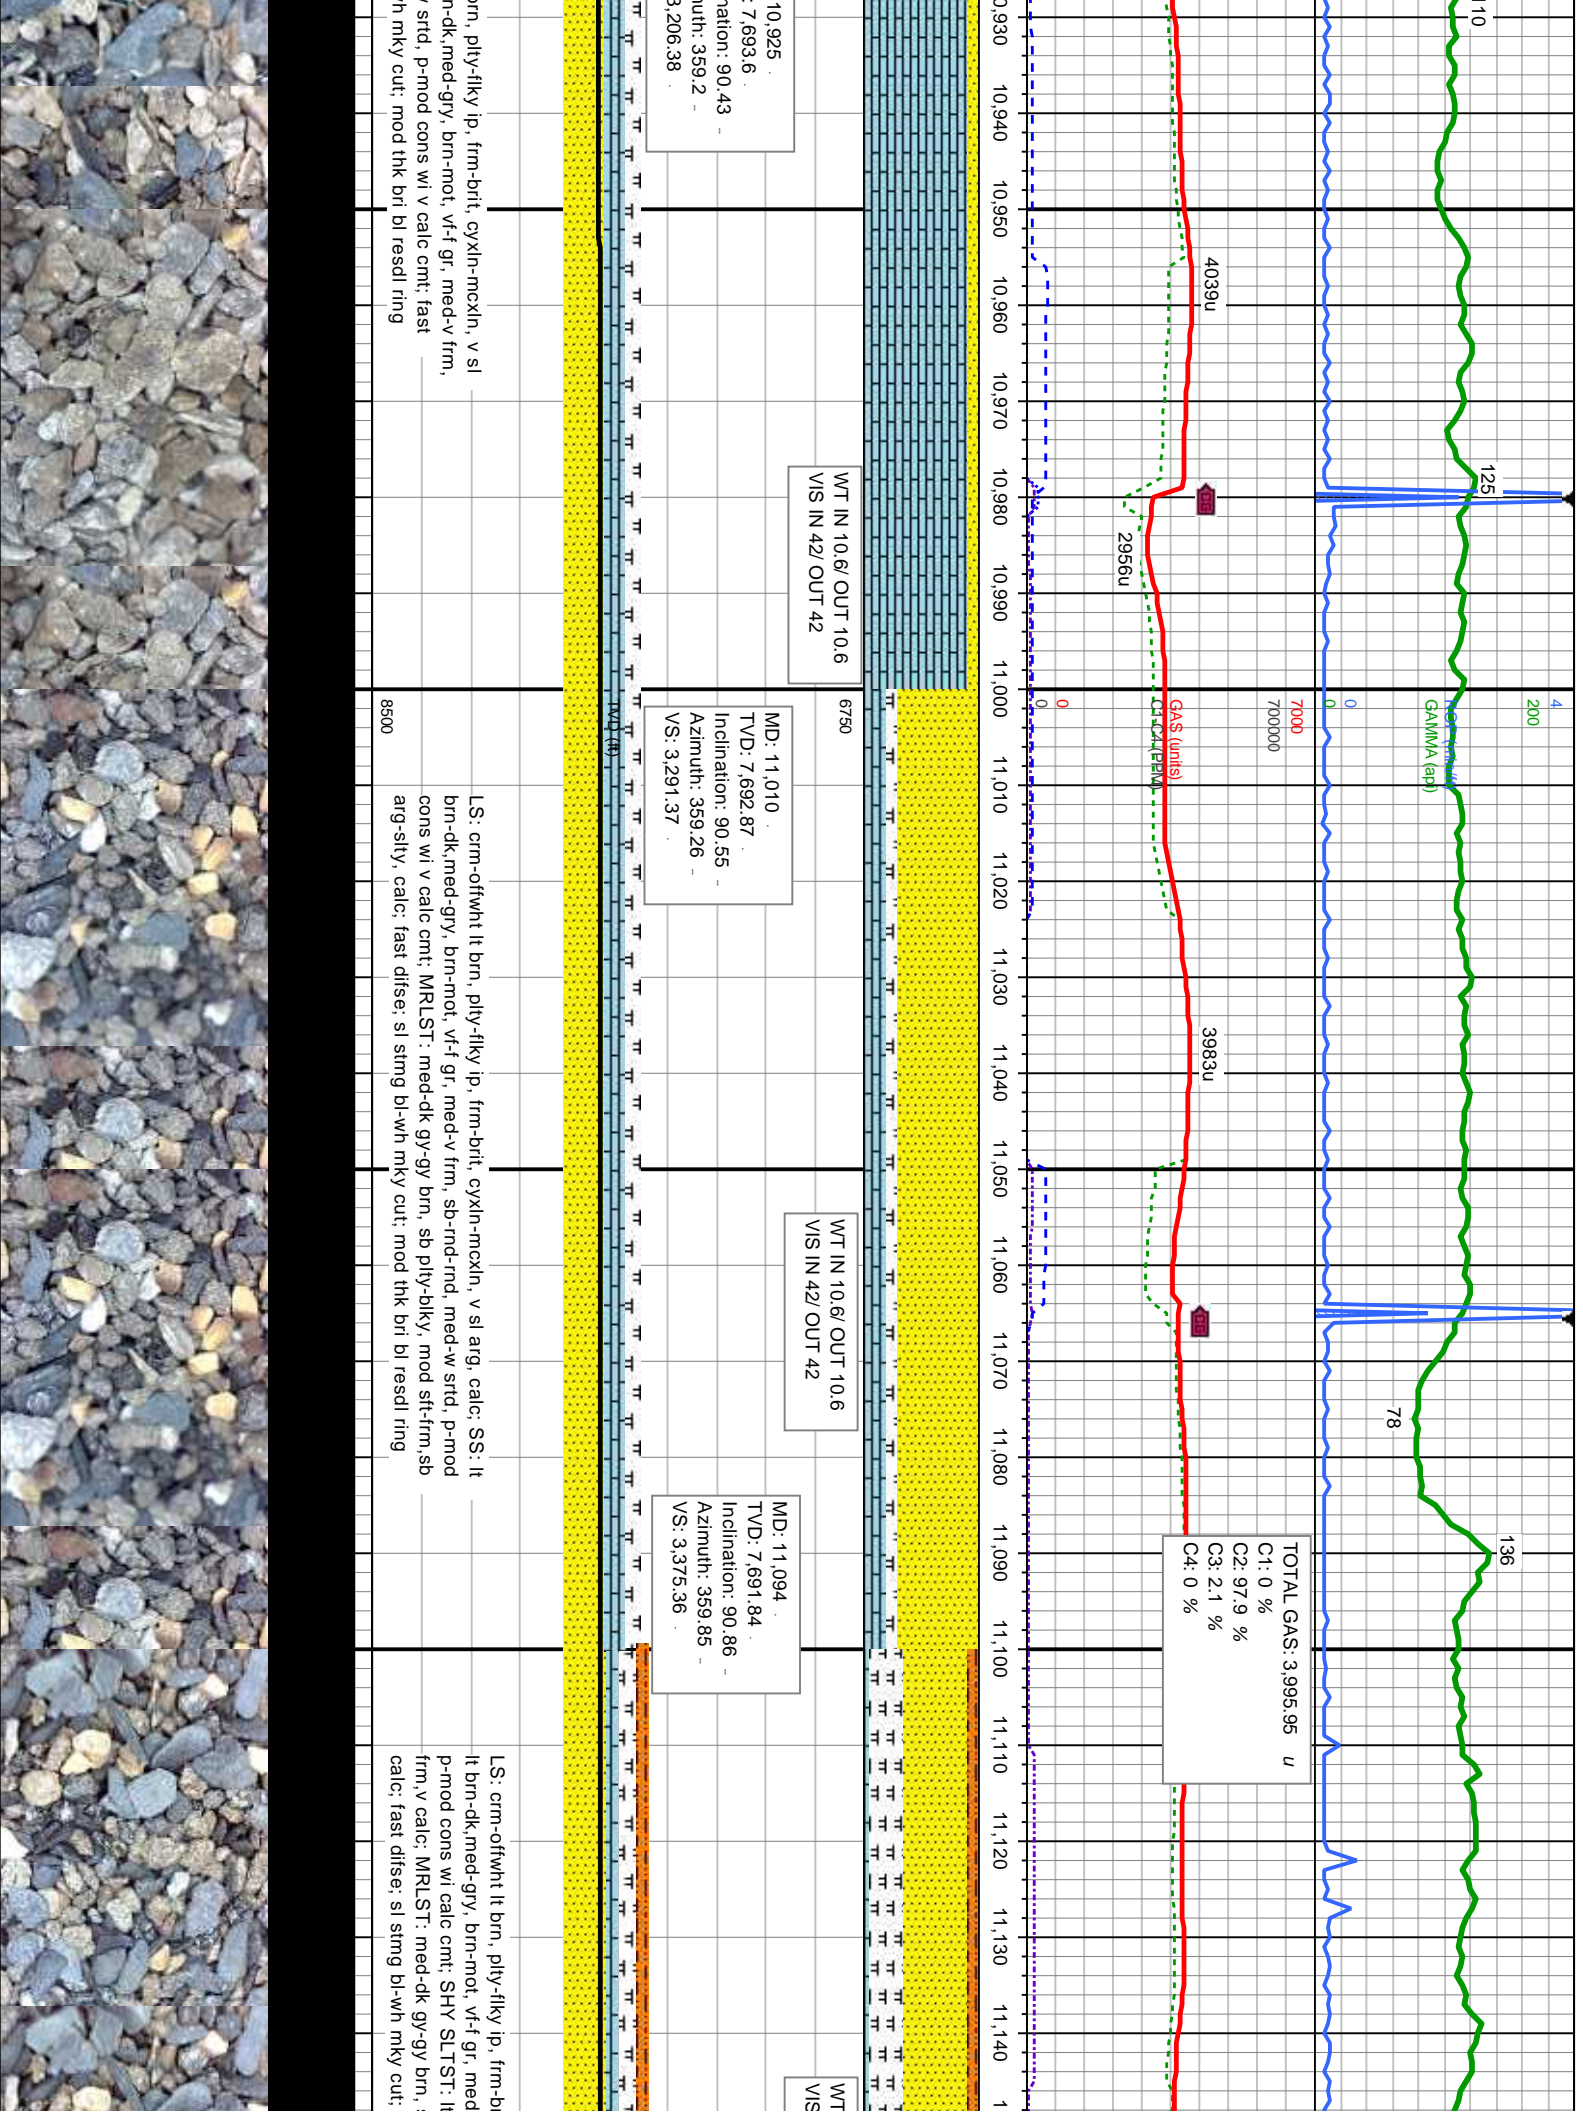 110
125
78
136
4
200
0
0
ROP (min/ft)
GAMMA (api)
7000
700000
0
0
GAS (units)
C1-C4 (PPM)
4039u
2956u
3983u
CG
CG
TOTAL GAS: 3,995.95 u
C1: 0 %
C2: 97.9 %
C3: 2.1 %
C4: 0 %
10,930 10,940 10,950 10,960 10,970 10,980 10,990 11,000 11,010 11,020 11,030 11,040 11,050 11,060 11,070 11,080 11,090 11,100 11,110 11,120 11,130 11,140 1
6750
8500
TVD (ft)
WT IN 10.6/ OUT 10.6
VIS IN 42/ OUT 42
WT IN 10.6/ OUT 10.6
VIS IN 42/ OUT 42
WT
VIS
10,925
: 7,693.6
nation: 90.43
nuth: 359.2
3,206.38
MD: 11,010
TVD: 7,692.87
Inclination: 90.55
Azimuth: 359.26
VS: 3,291.37
MD: 11,094
TVD: 7,691.84
Inclination: 90.86
Azimuth: 359.85
VS: 3,375.36
brn, plty-flky ip, frm-brit, cyxln-mcxln, v sl
n-dk,med-gry, brn-mot, vf-f gr, med-v frm,
v srtd, p-mod cons wi v calc cmt; fast
h mky cut; mod thk bri bl resdl ring
LS: crm-offwht lt brn, plty-flky ip, frm-brit, cyxln-mcxln, v sl arg, calc; SS: lt
brn-dk,med-gry, brn-mot, vf-f gr, med-v frm, sb-rnd-rnd, med-w srtd, p-mod
cons wi v calc cmt; MRLST: med-dk gy-gy brn, sb plty-blky, mod sft-frm,sb
arg-slty, calc; fast difse; sl stmg bl-wh mky cut; mod thk bri bl resdl ring
LS: crm-offwht lt brn, plty-flky ip, frm-br
lt brn-dk,med-gry, brn-mot, vf-f gr, med
p-mod cons wi calc cmt; SHY SLTST: lt
frm,v calc; MRLST: med-dk gy-gy brn, s
calc; fast difse; sl stmg bl-wh mky cut;